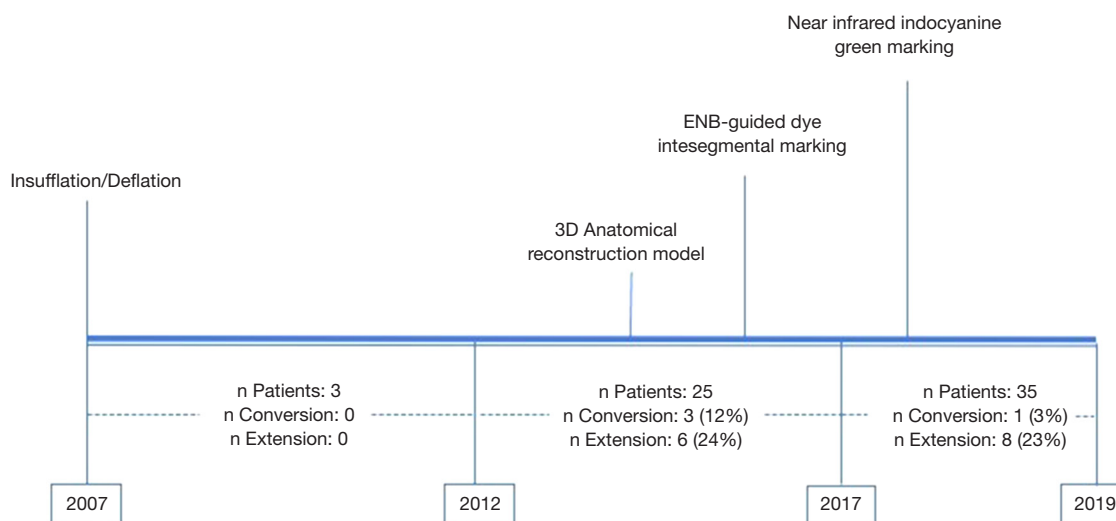 Near infrared indocyanine
green marking
ENB-guided dye
intesegmental marking
Insufflation/Deflation
3D Anatomical
reconstruction model
n Patients: 3
n Conversion: 0
n Extension: 0
n Patients: 25
n Conversion: 3 (12%)
n Extension: 6 (24%)
n Patients: 35
n Conversion: 1 (3%)
n Extension: 8 (23%)
2007
2012
2017
2019